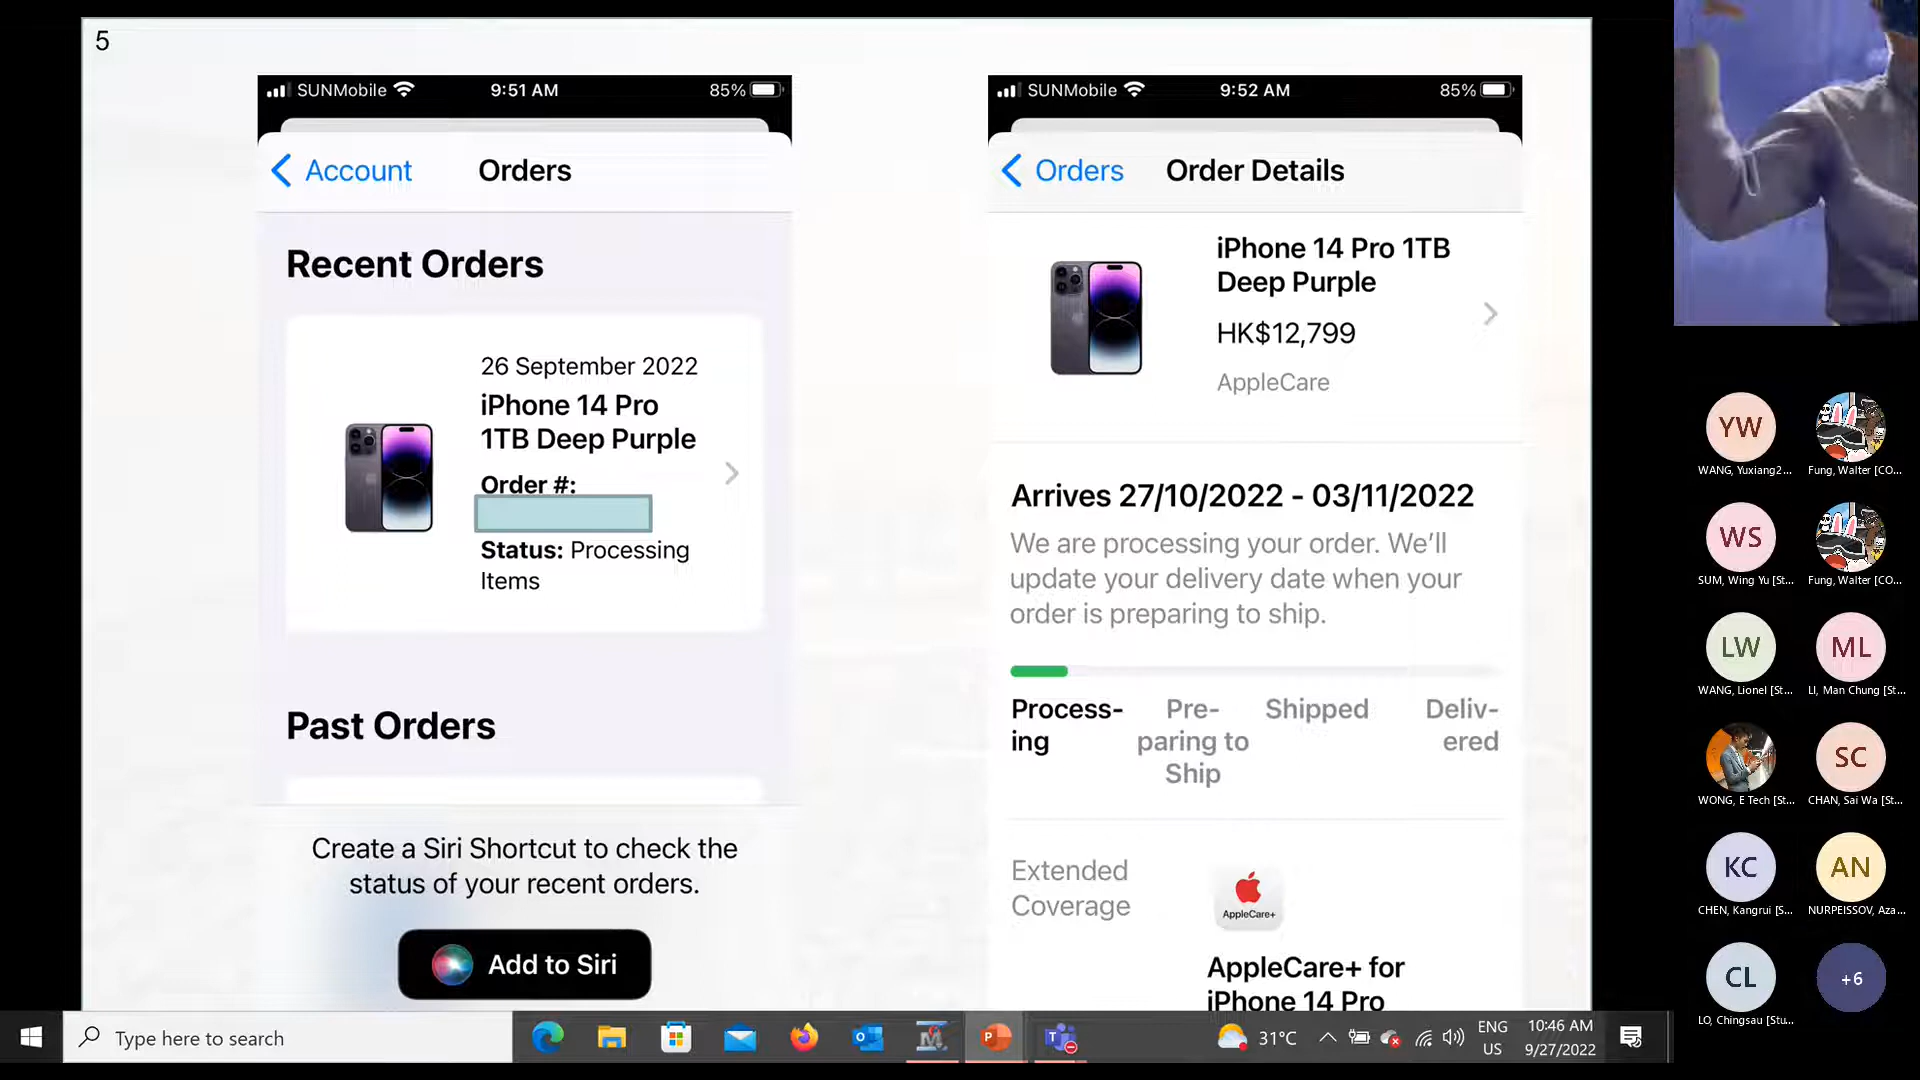 5
SUNMobile
9:51 AM
85%
Account
Orders
Recent Orders
26 September 2022
iPhone 14 Pro
1TB Deep Purple
Order #:
Status: Processing
Items
Past Orders
Create a Siri Shortcut to check the
status of your recent orders.
Add to Siri
SUNMobile
9:52 AM
85%
Orders
Order Details
iPhone 14 Pro 1TB
Deep Purple
HK$12,799
AppleCare
Arrives 27/10/2022 - 03/11/2022
We are processing your order. We'll
update your delivery date when your
order is preparing to ship.
Process-
ing
Pre-
paring to
Ship
Shipped
Deliv-
ered
Extended
Coverage
AppleCare+
AppleCare+ for
iPhone 14 Pro
YW
WANG, Yuxiang2...
Fung, Walter [CO...
WS
SUM, Wing Yu [St...
Fung, Walter [CO...
LW
WANG, Lionel [St...
ML
LI, Man Chung [St...
WONG, E Tech [St...
SC
CHAN, Sai Wa [St...
KC
CHEN, Kangrui [S...
AN
NURPEISSOV, Aza...
CL
LO, Chingsau [Stu...
+6
Type here to search
31°C
ENG
US
10:46 AM
9/27/2022